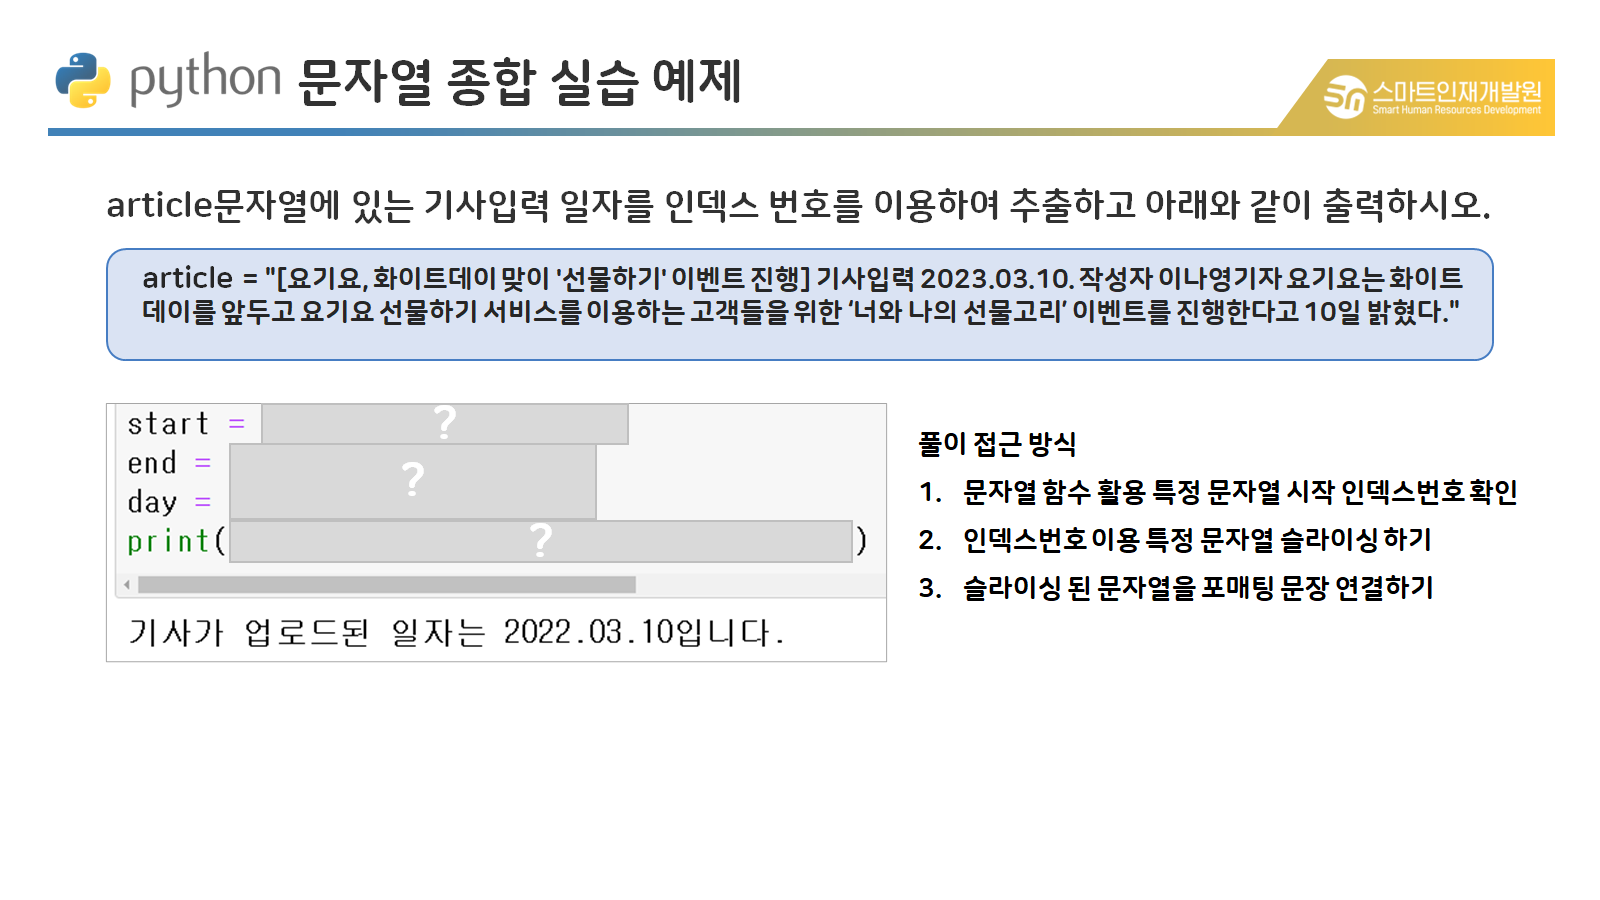 python 문자열 종합 실습 예제
스마트인재개발원
Smart Human Resources Development
article문자열에 있는 기사입력 일자를 인덱스 번호를 이용하여 추출하고 아래와 같이 출력하시오.
article = "[요기요, 화이트데이 맞이 '선물하기' 이벤트 진행] 기사입력 2023.03.10. 작성자 이나영기자 요기요는 화이트
데이를 앞두고 요기요 선물하기 서비스를 이용하는 고객들을 위한 ‘너와 나의 선물고리’ 이벤트를 진행한다고 10일 밝혔다."
start = ?
end = ?
day =
print( ? )
기사가 업로드된 일자는 2022.03.10입니다.
풀이 접근 방식
1. 문자열 함수 활용 특정 문자열 시작 인덱스번호 확인
2. 인덱스번호 이용 특정 문자열 슬라이싱 하기
3. 슬라이싱 된 문자열을 포매팅 문장 연결하기